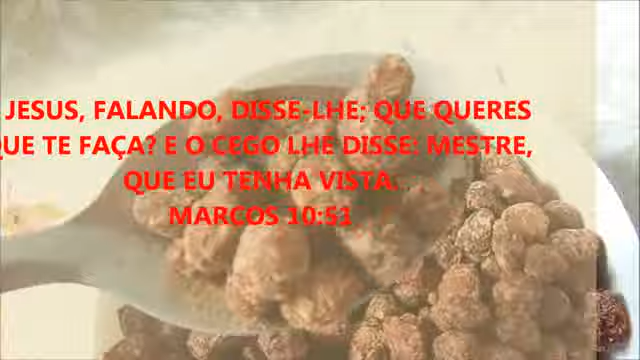 JESUS, FALANDO, DISSE-LHE; QUE QUERES
QUE TE FAÇA? E O CEGO LHE DISSE: MESTRE,
QUE EU TENHA VISTA.
MARCOS 10:51